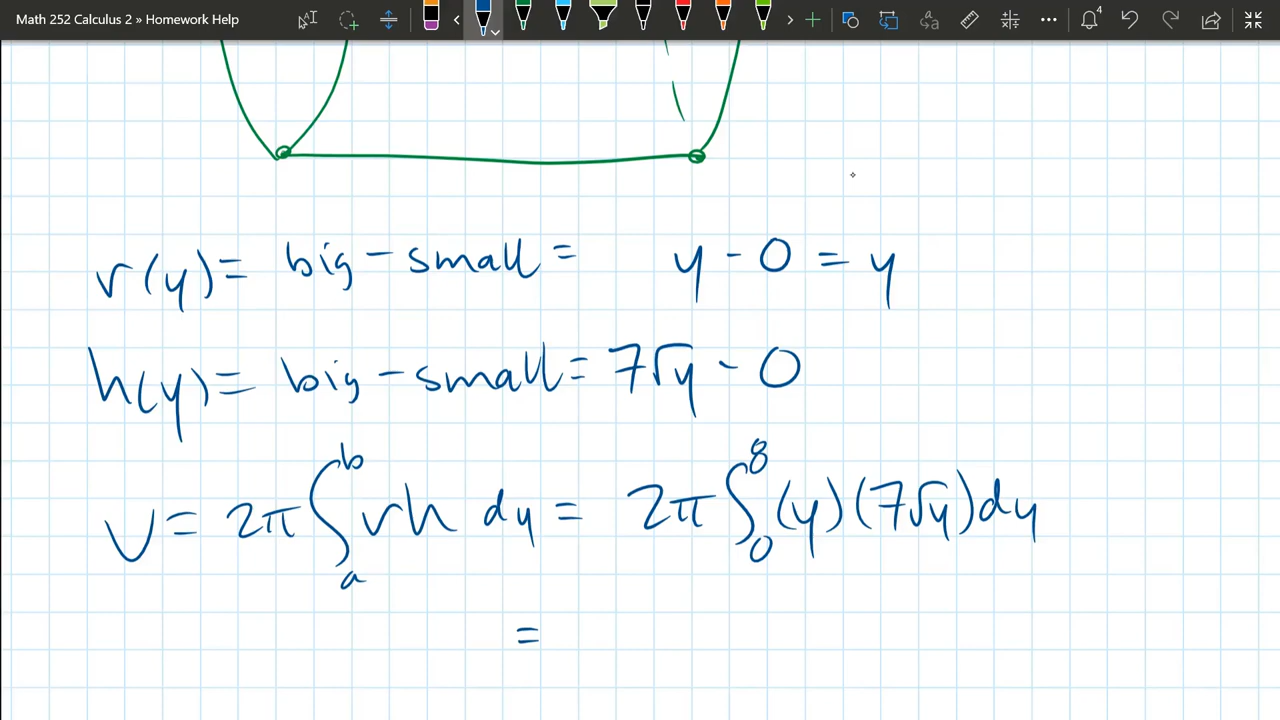 Math 252 Calculus 2 » Homework Help
4
r(y) = big - small = y - 0 = y
h(y) = big - small = 7√y - 0
V = 2π ∫_a^b rh dy = 2π ∫_0^8 (y)(7√y) dy
=